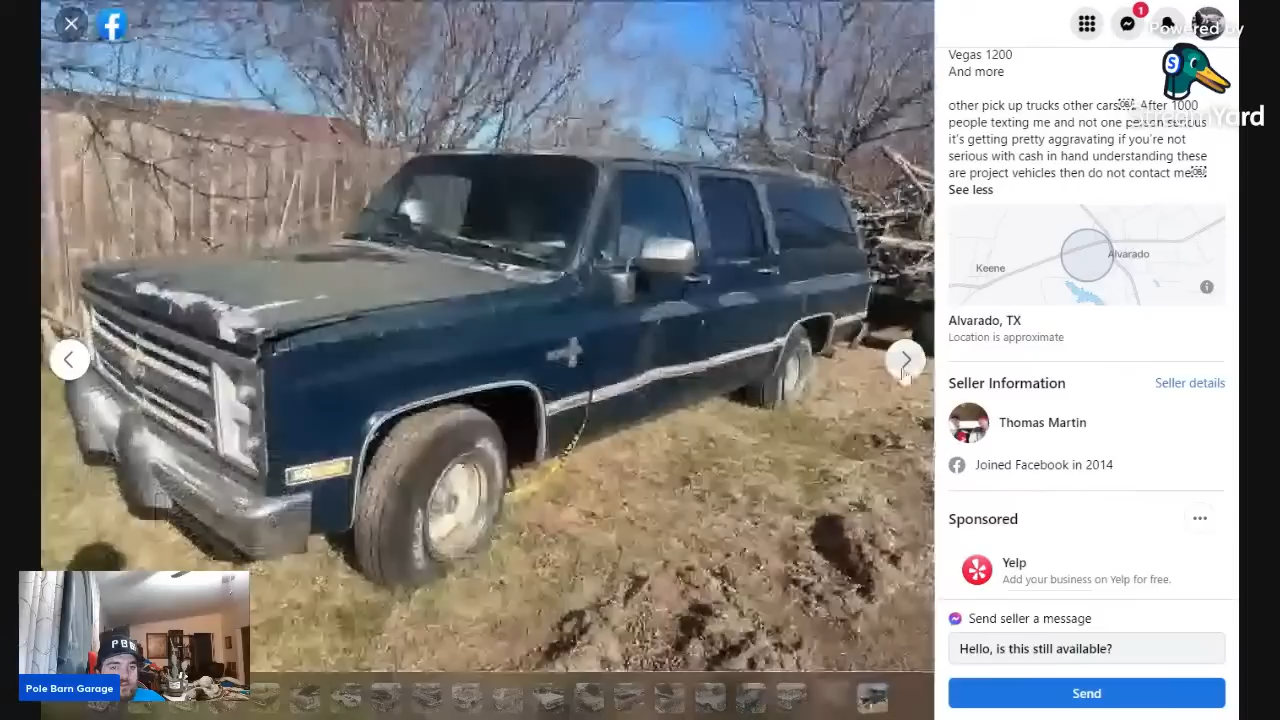 Powered by
StreamYard
1
Vegas 1200
And more
other pick up trucks other cars After 1000
people texting me and not one person serious
it's getting pretty aggravating if you're not
serious with cash in hand understanding these
are project vehicles then do not contact me
See less
Keene
Alvarado
Alvarado, TX
Location is approximate
Seller Information
Seller details
Thomas Martin
Joined Facebook in 2014
Sponsored
Yelp
Add your business on Yelp for free.
Send seller a message
Hello, is this still available?
Send
PBG
Pole Barn Garage